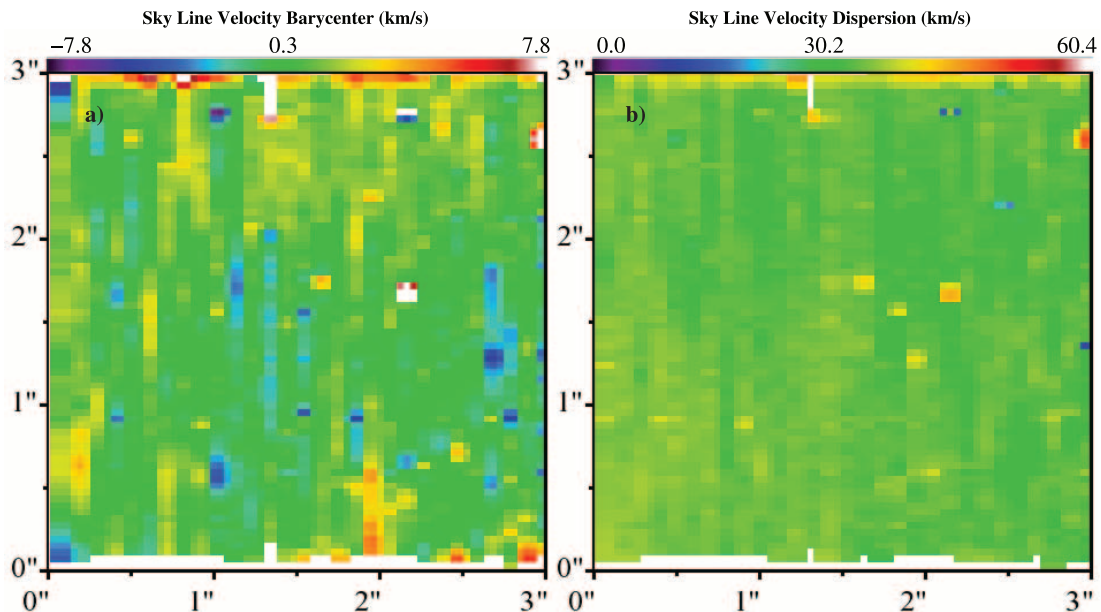 Sky Line Velocity Barycenter (km/s)
Sky Line Velocity Dispersion (km/s)
−7.8 0.3 7.8
0.0 30.2 60.4
3"
a)
2"
1"
0"
0" 1" 2" 3"
3"
b)
2"
1"
0"
0" 1" 2" 3"